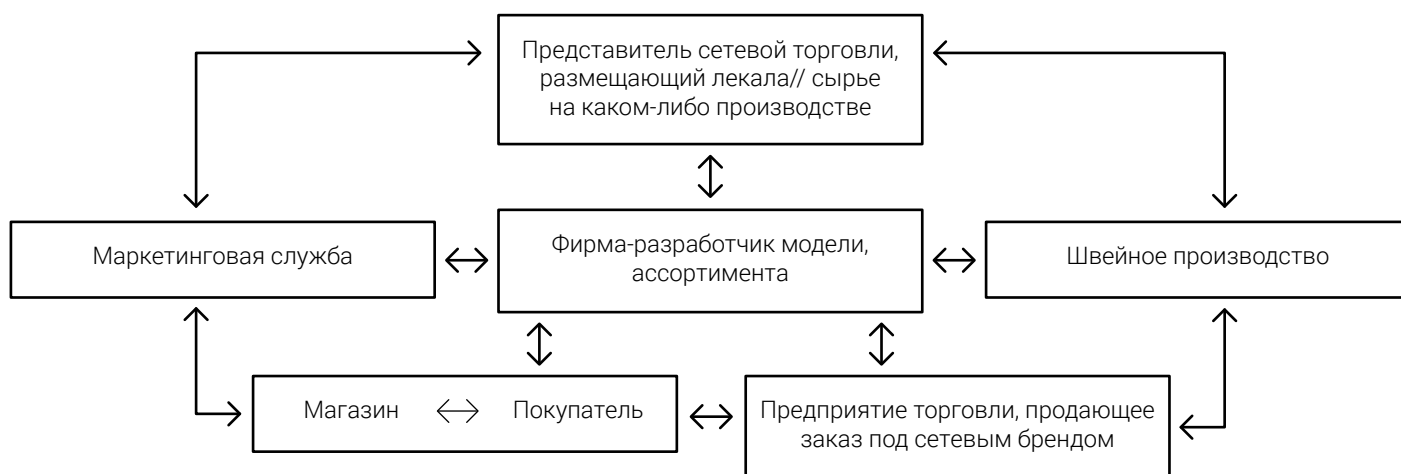 Представитель сетевой торговли,
размещающий лекала// сырье
на каком-либо производстве
Маркетинговая служба
Фирма-разработчик модели,
ассортимента
Швейное производство
Магазин
Покупатель
Предприятие торговли, продающее
заказ под сетевым брендом